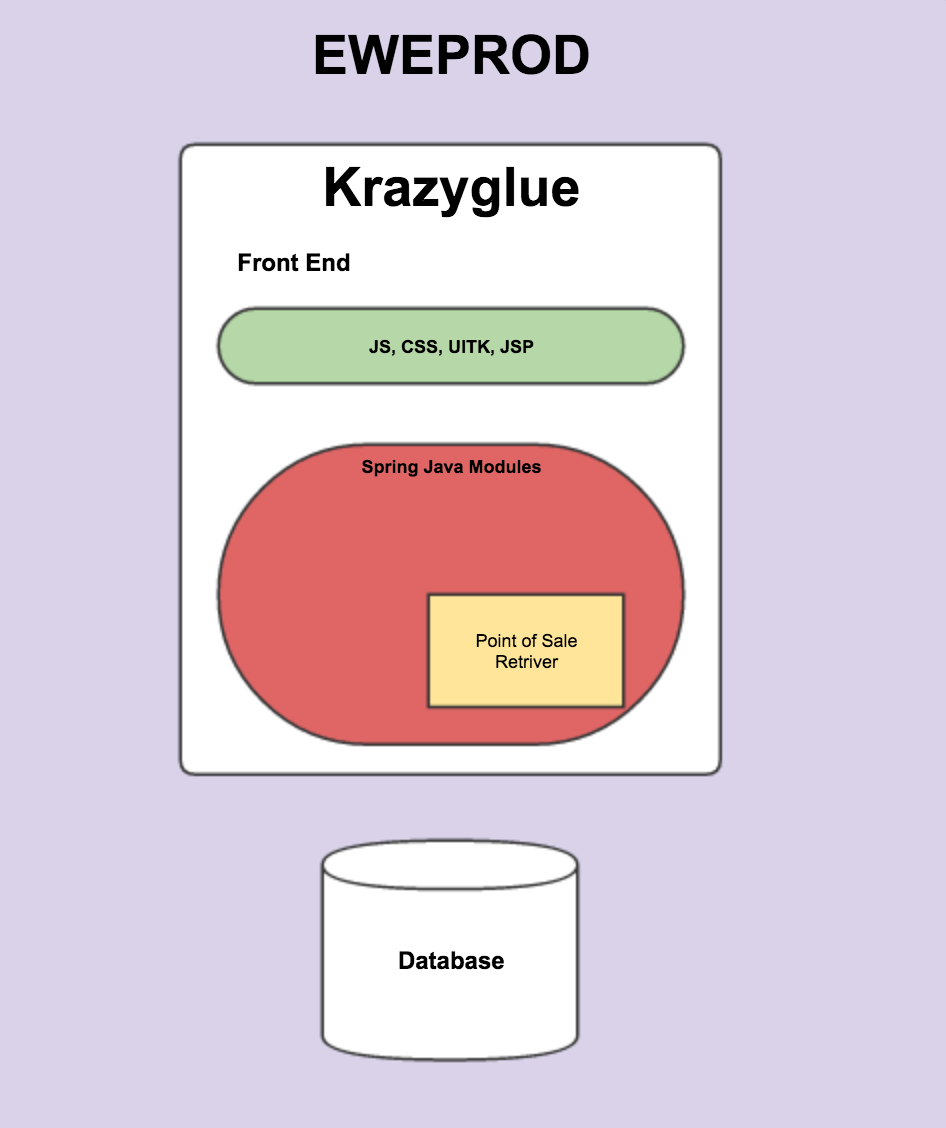 EWEPROD
Krazyglue
Front End
JS, CSS, UITK, JSP
Spring Java Modules
Point of Sale
Retriver
Database